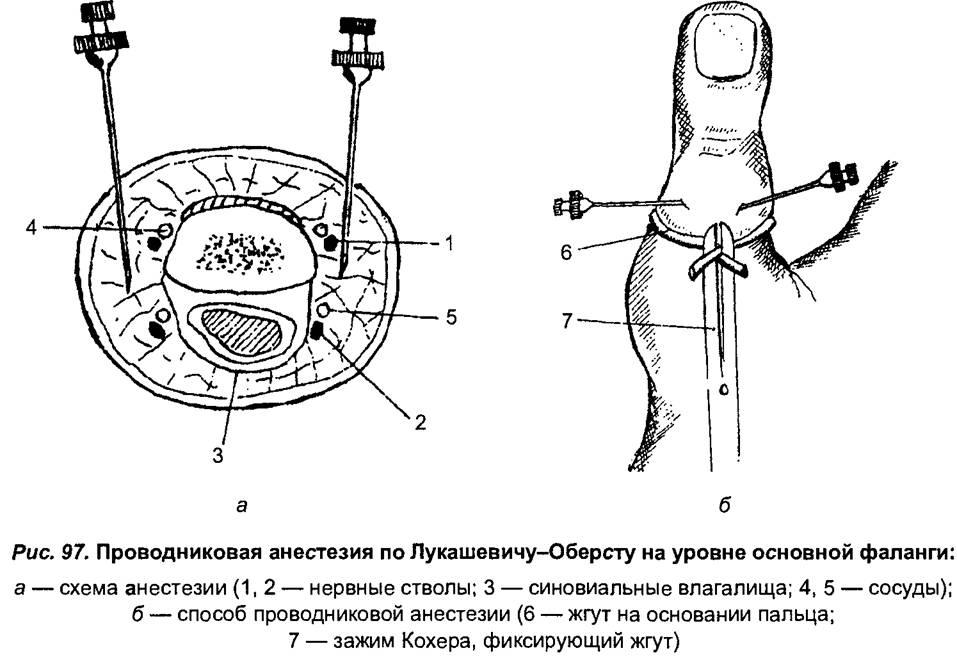 4
1
5
2
3
6
7
а
б
Рис. 97. Проводниковая анестезия по Лукашевичу–Оберсту на уровне основной фаланги:
а — схема анестезии (1, 2 — нервные стволы; 3 — синовиальные влагалища; 4, 5 — сосуды);
б — способ проводниковой анестезии (6 — жгут на основании пальца;
7 — зажим Кохера, фиксирующий жгут)